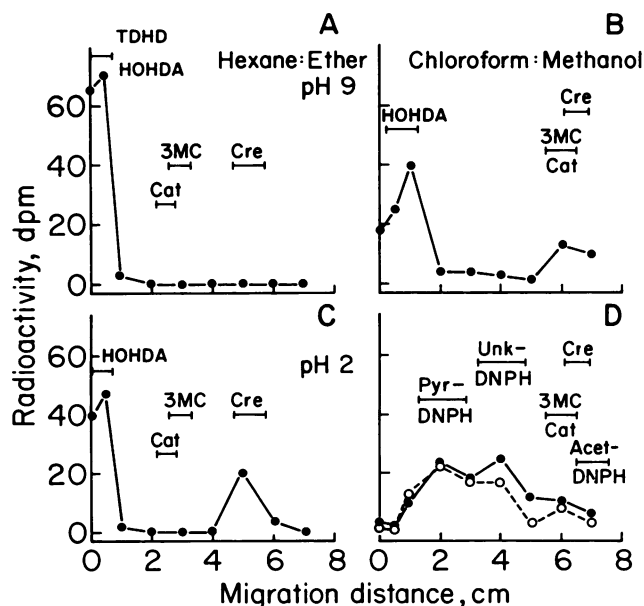 A
B
TDHD
HOHDA
Hexane:Ether
pH 9
Chloroform:Methanol
Cre
HOHDA
3MC
Cat
3MC
Cre
Cat
60
40
20
0
C
D
HOHDA
pH 2
Unk-
DNPH
Cre
Pyr-
DNPH
3MC
Cat
Acet-
DNPH
3MC
Cre
Cat
60
40
20
0
0 2 4 6 8
0 2 4 6 8
Radioactivity, dpm
Migration distance, cm